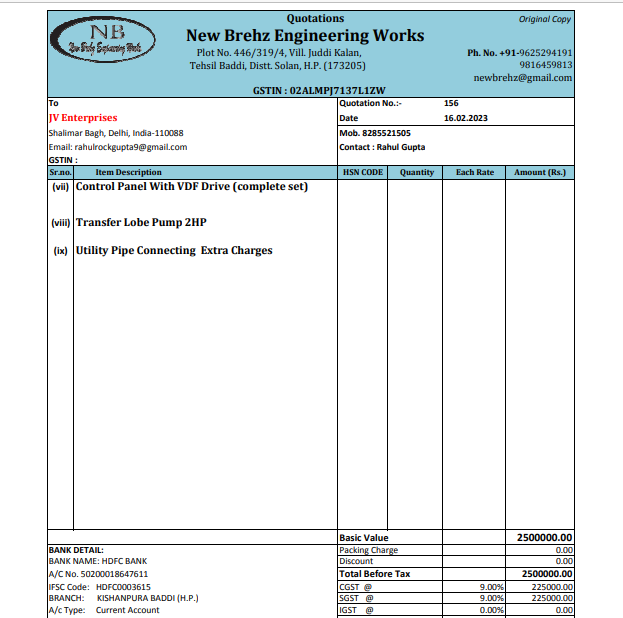 Quotations
Original Copy
NB
New Brehz Engineering Works
New Brehz Engineering Works
Plot No. 446/319/4, Vill. Juddi Kalan,
Ph. No. +91-9625294191
Tehsil Baddi, Distt. Solan, H.P. (173205)
9816459813
newbrehz@gmail.com
GSTIN : 02ALMPJ7137L1ZW
To
Quotation No.:- 156
JV Enterprises
Date 16.02.2023
Shalimar Bagh, Delhi, India-110088
Mob. 8285521505
Email: rahulrockgupta9@gmail.com
Contact : Rahul Gupta
GSTIN :
Sr.no. Item Description HSN CODE Quantity Each Rate Amount (Rs.)
(vii) Control Panel With VDF Drive (complete set)
(viii) Transfer Lobe Pump 2HP
(ix) Utility Pipe Connecting Extra Charges
Basic Value 2500000.00
BANK DETAIL: Packing Charge 0.00
BANK NAME: HDFC BANK Discount 0.00
A/C No. 50200018647611 Total Before Tax 2500000.00
IFSC Code: HDFC0003615 CGST @ 9.00% 225000.00
BRANCH: KISHANPURA BADDI (H.P.) SGST @ 9.00% 225000.00
A/c Type: Current Account IGST @ 0.00% 0.00